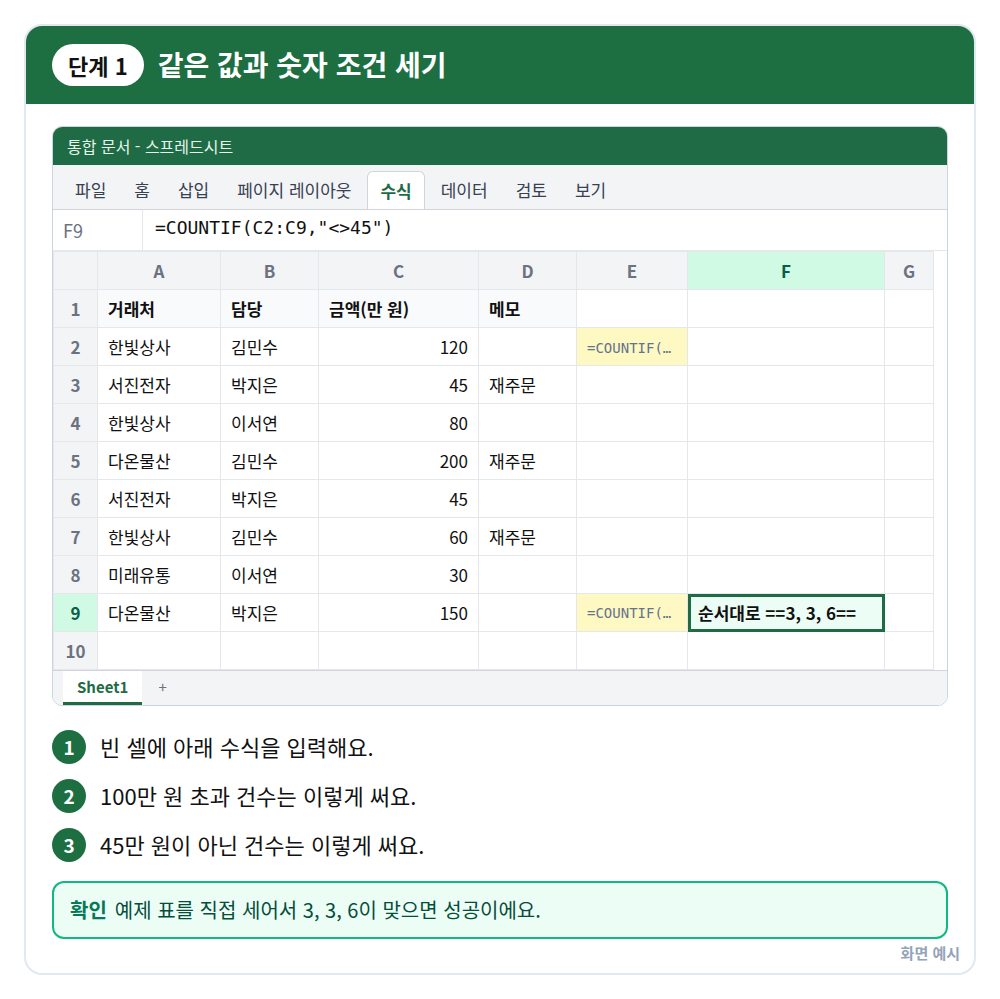 단계 1 같은 값과 숫자 조건 세기
통합 문서 - 스프레드시트
파일 홈 삽입 페이지 레이아웃 수식 데이터 검토 보기
F9 =COUNTIF(C2:C9,"<>45")
A B C D E F G
1 거래처 담당 금액(만 원) 메모
2 한빛상사 김민수 120 =COUNTIF(…
3 서진전자 박지은 45 재주문
4 한빛상사 이서연 80
5 다온물산 김민수 200 재주문
6 서진전자 박지은 45
7 한빛상사 김민수 60 재주문
8 미래유통 이서연 30
9 다온물산 박지은 150 =COUNTIF(… 순서대로 ==3, 3, 6==
10
Sheet1 +
1 빈 셀에 아래 수식을 입력해요.
2 100만 원 초과 건수는 이렇게 써요.
3 45만 원이 아닌 건수는 이렇게 써요.
확인 예제 표를 직접 세어서 3, 3, 6이 맞으면 성공이에요.
화면 예시